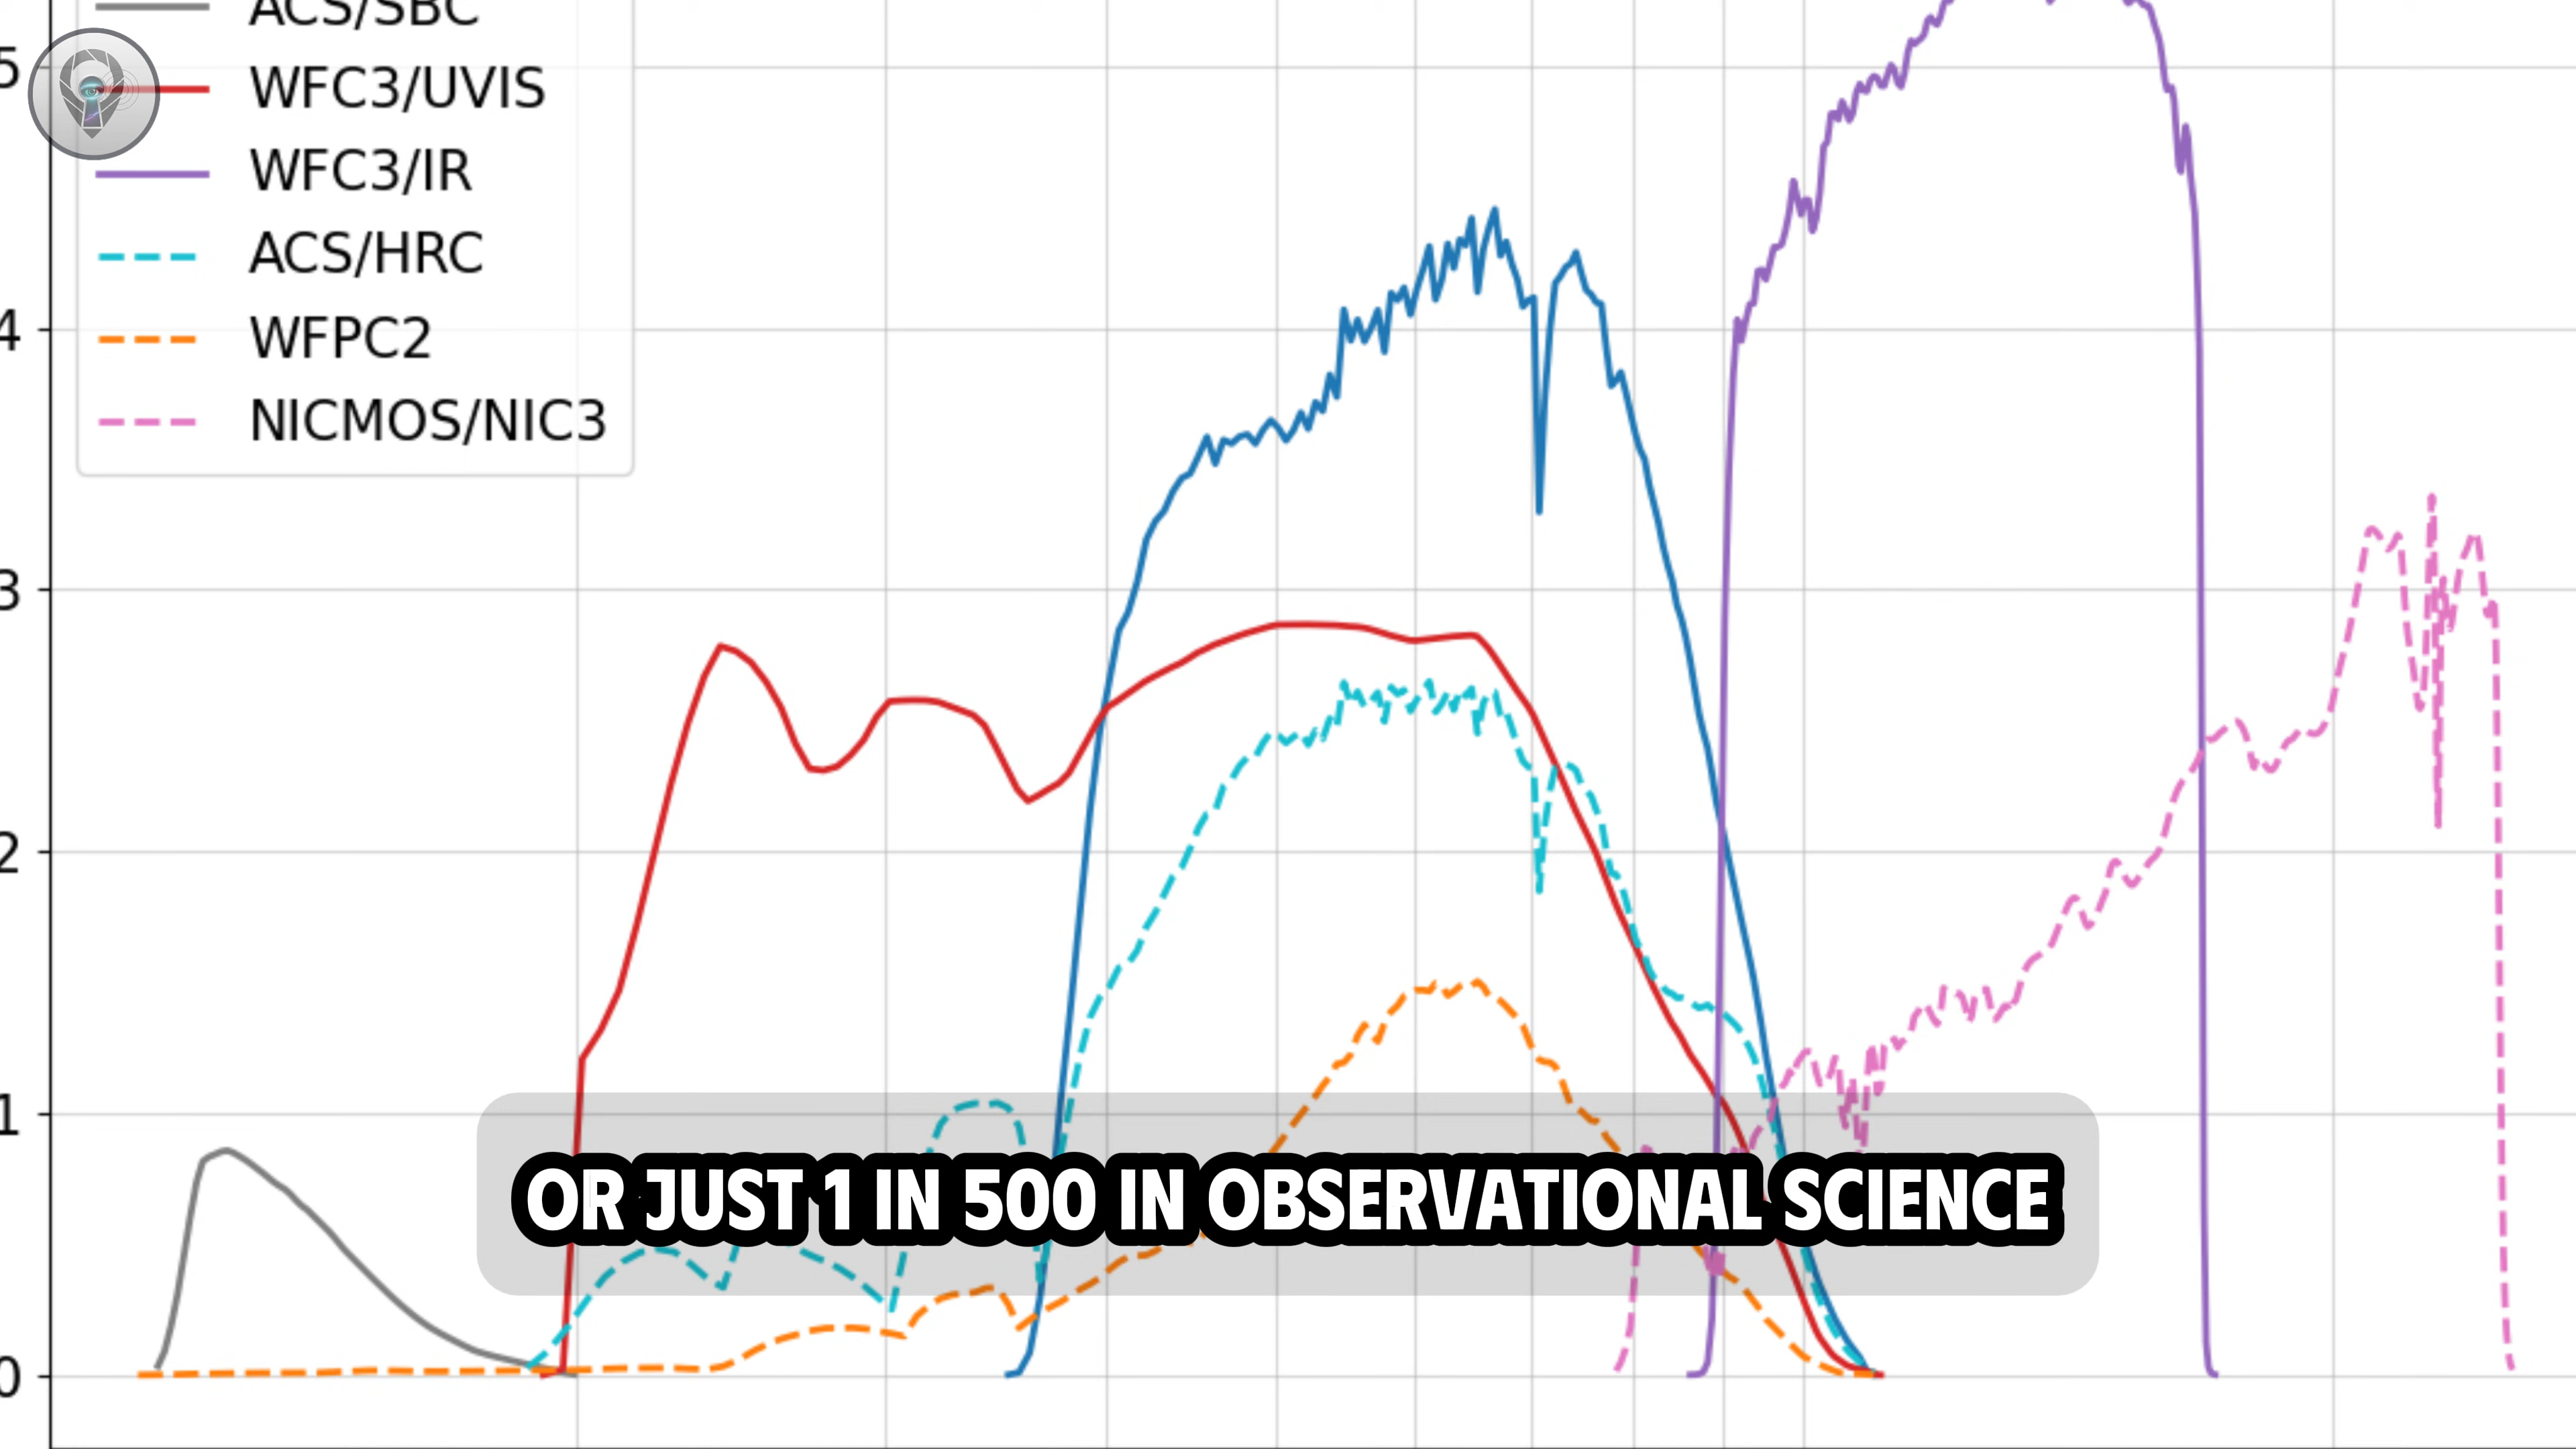 ACS/SBC
5
WFC3/UVIS
WFC3/IR
ACS/HRC
4
WFPC2
NICMOS/NIC3
3
2
1
OR JUST 1 IN 500 IN OBSERVATIONAL SCIENCE
0